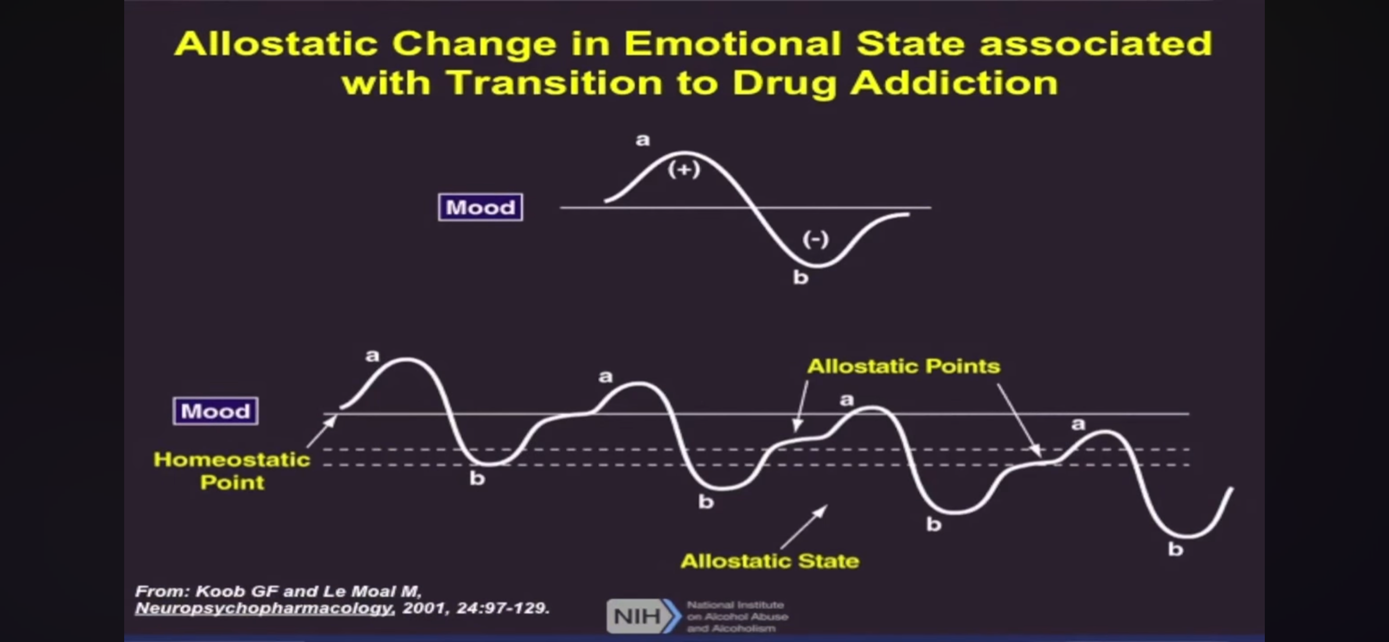 Allostatic Change in Emotional State associated
with Transition to Drug Addiction
a
(+)
Mood
(-)
b
a
a
Allostatic Points
a
a
Mood
Homeostatic
Point
b
b
b
b
Allostatic State
From: Koob GF and Le Moal M,
Neuropsychopharmacology, 2001, 24:97-129.
NIH
National Institute
on Alcohol Abuse
and Alcoholism